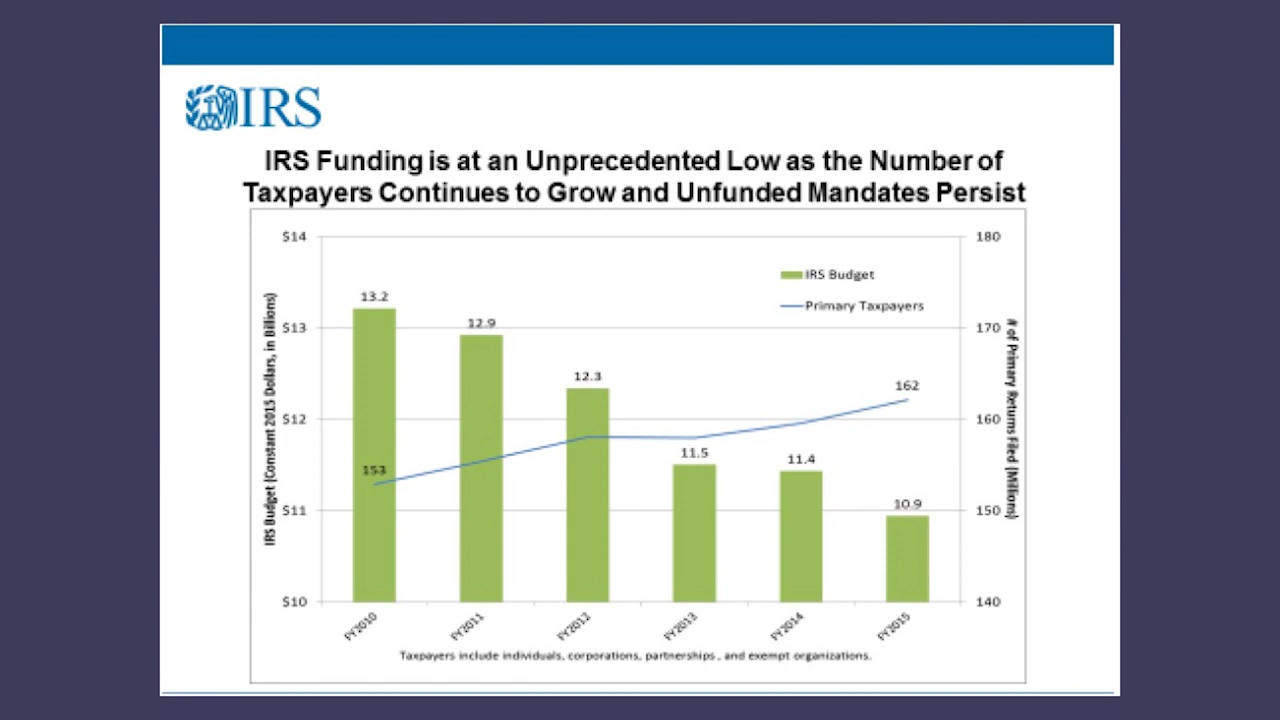 IRS
IRS Funding is at an Unprecedented Low as the Number of
Taxpayers Continues to Grow and Unfunded Mandates Persist
$14
180
IRS Budget
13.2
Primary Taxpayers
12.9
$13
170
12.3
162
$12
160
11.5
11.4
153
10.9
$11
150
$10
140
IRS Budget (Constant 2015 Dollars, in Billions)
# of Primary Returns Filed (Millions)
FY2010
FY2011
FY2012
FY2013
FY2014
FY2015
Taxpayers include individuals, corporations, partnerships , and exempt organizations.